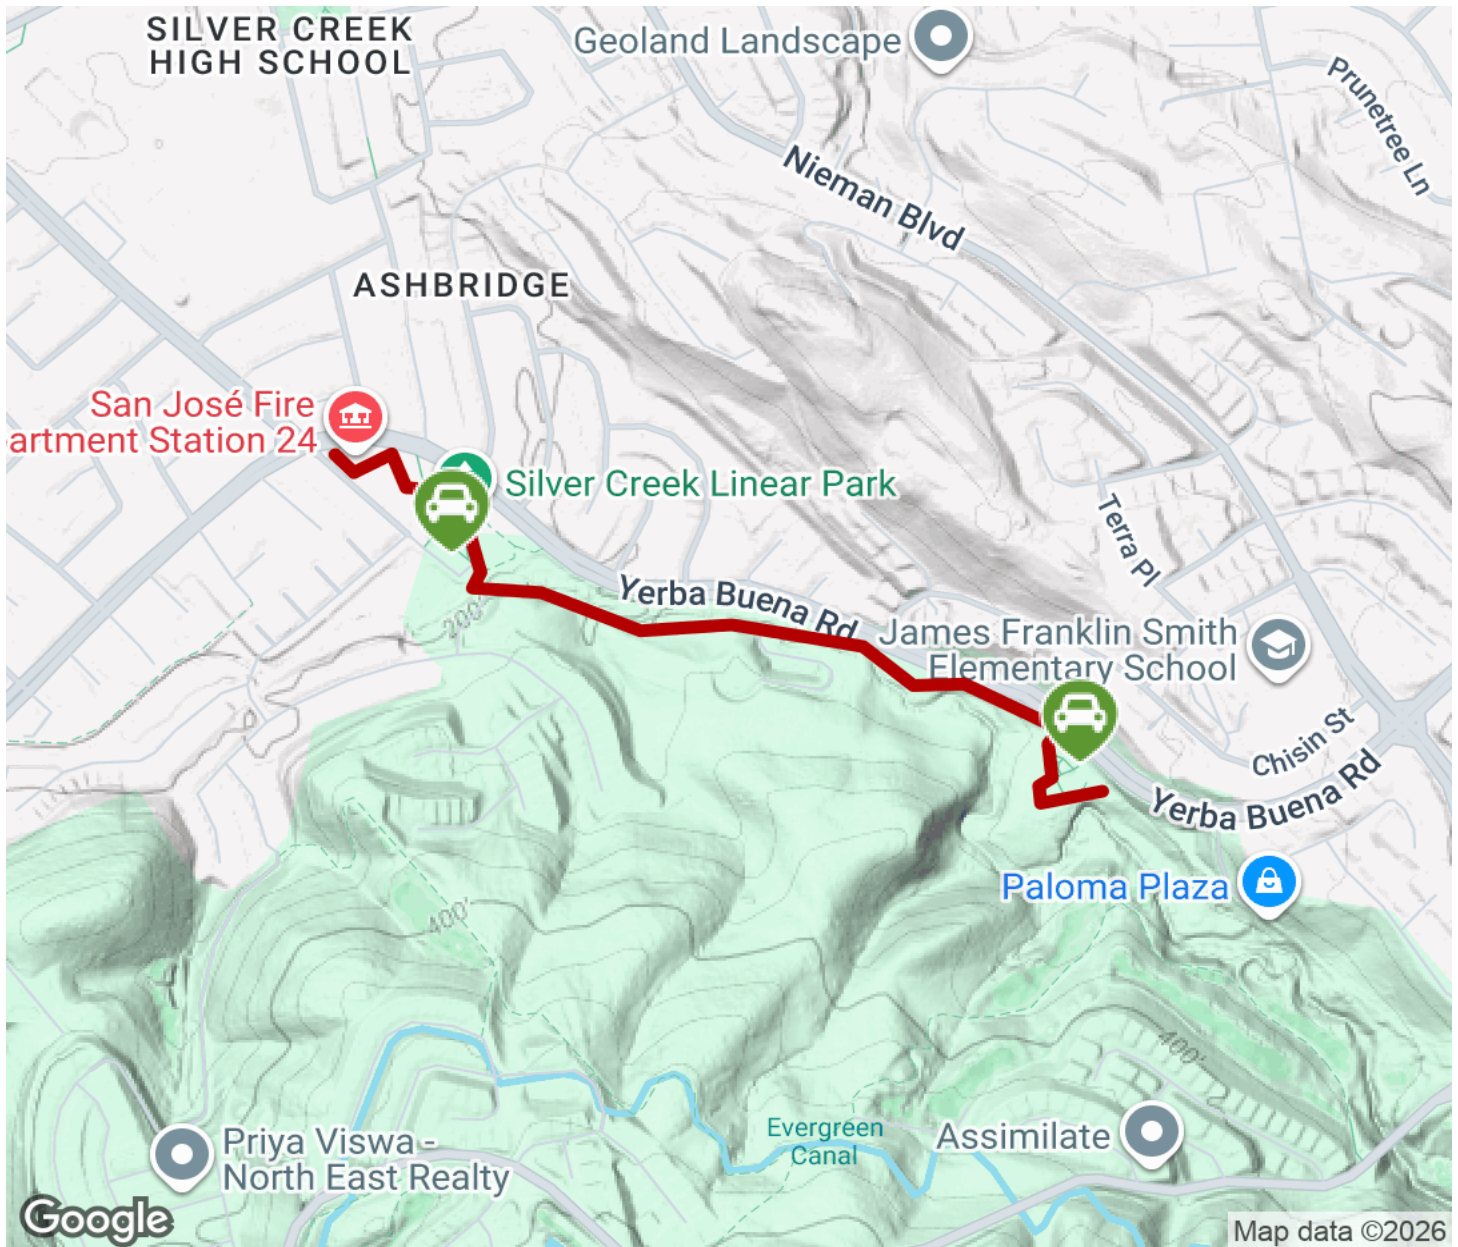 SILVER CREEK
HIGH SCHOOL
Geoland Landscape
Prunetree Ln
Nieman Blvd
ASHBRIDGE
San José Fire
artment Station 24
Silver Creek Linear Park
Terra Pl
Yerba Buena Rd
200'
James Franklin Smith
Elementary School
Chisin St
Yerba Buena Rd
Paloma Plaza
400'
400'
Evergreen
Canal
Assimilate
Priya Viswa -
North East Realty
Google
Map data ©2026